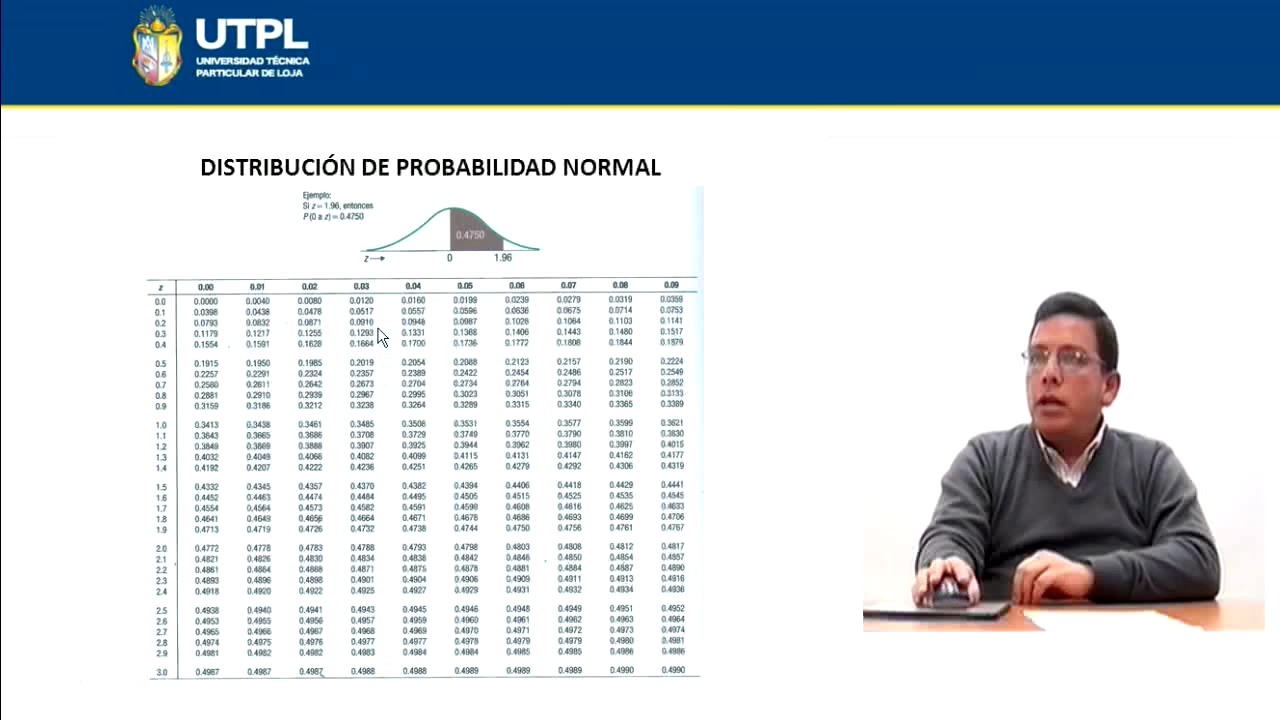 UTPL
UNIVERSIDAD TÉCNICA
PARTICULAR DE LOJA
DISTRIBUCIÓN DE PROBABILIDAD NORMAL
Ejemplo:
Si z = 1.96, entonces
P (0 a z) = 0.4750
0.4750
z 0 1.96
z 0.00 0.01 0.02 0.03 0.04 0.05 0.06 0.07 0.08 0.09
0.0 0.0000 0.0040 0.0080 0.0120 0.0160 0.0199 0.0239 0.0279 0.0319 0.0359
0.1 0.0398 0.0438 0.0478 0.0517 0.0557 0.0596 0.0636 0.0675 0.0714 0.0753
0.2 0.0793 0.0832 0.0871 0.0910 0.0948 0.0987 0.1026 0.1064 0.1103 0.1141
0.3 0.1179 0.1217 0.1255 0.1293 0.1331 0.1368 0.1406 0.1443 0.1480 0.1517
0.4 0.1554 0.1591 0.1628 0.1664 0.1700 0.1736 0.1772 0.1808 0.1844 0.1879
0.5 0.1915 0.1950 0.1985 0.2019 0.2054 0.2088 0.2123 0.2157 0.2190 0.2224
0.6 0.2257 0.2291 0.2324 0.2357 0.2389 0.2422 0.2454 0.2486 0.2517 0.2549
0.7 0.2580 0.2611 0.2642 0.2673 0.2704 0.2734 0.2764 0.2794 0.2823 0.2852
0.8 0.2881 0.2910 0.2939 0.2967 0.2995 0.3023 0.3051 0.3078 0.3106 0.3133
0.9 0.3159 0.3186 0.3212 0.3238 0.3264 0.3289 0.3315 0.3340 0.3365 0.3389
1.0 0.3413 0.3438 0.3461 0.3485 0.3508 0.3531 0.3554 0.3577 0.3599 0.3621
1.1 0.3643 0.3665 0.3686 0.3708 0.3729 0.3749 0.3770 0.3790 0.3810 0.3830
1.2 0.3849 0.3869 0.3888 0.3907 0.3925 0.3944 0.3962 0.3980 0.3997 0.4015
1.3 0.4032 0.4049 0.4066 0.4082 0.4099 0.4115 0.4131 0.4147 0.4162 0.4177
1.4 0.4192 0.4207 0.4222 0.4236 0.4251 0.4265 0.4279 0.4292 0.4306 0.4319
1.5 0.4332 0.4345 0.4357 0.4370 0.4382 0.4394 0.4406 0.4418 0.4429 0.4441
1.6 0.4452 0.4463 0.4474 0.4484 0.4495 0.4505 0.4515 0.4525 0.4535 0.4545
1.7 0.4554 0.4564 0.4573 0.4582 0.4591 0.4599 0.4608 0.4616 0.4625 0.4633
1.8 0.4641 0.4649 0.4656 0.4664 0.4671 0.4678 0.4686 0.4693 0.4699 0.4706
1.9 0.4713 0.4719 0.4726 0.4732 0.4738 0.4744 0.4750 0.4756 0.4761 0.4767
2.0 0.4772 0.4778 0.4783 0.4788 0.4793 0.4798 0.4803 0.4808 0.4812 0.4817
2.1 0.4821 0.4826 0.4830 0.4834 0.4838 0.4842 0.4846 0.4850 0.4854 0.4857
2.2 0.4861 0.4864 0.4868 0.4871 0.4875 0.4878 0.4881 0.4884 0.4887 0.4890
2.3 0.4893 0.4896 0.4898 0.4901 0.4904 0.4906 0.4909 0.4911 0.4913 0.4916
2.4 0.4918 0.4920 0.4922 0.4925 0.4927 0.4929 0.4931 0.4932 0.4934 0.4936
2.5 0.4938 0.4940 0.4941 0.4943 0.4945 0.4946 0.4948 0.4949 0.4951 0.4952
2.6 0.4953 0.4955 0.4956 0.4957 0.4959 0.4960 0.4961 0.4962 0.4963 0.4964
2.7 0.4965 0.4966 0.4967 0.4968 0.4969 0.4970 0.4971 0.4972 0.4973 0.4974
2.8 0.4974 0.4975 0.4976 0.4977 0.4977 0.4978 0.4979 0.4979 0.4980 0.4981
2.9 0.4981 0.4982 0.4982 0.4983 0.4984 0.4984 0.4985 0.4985 0.4986 0.4986
3.0 0.4987 0.4987 0.4987 0.4988 0.4988 0.4989 0.4989 0.4989 0.4990 0.4990